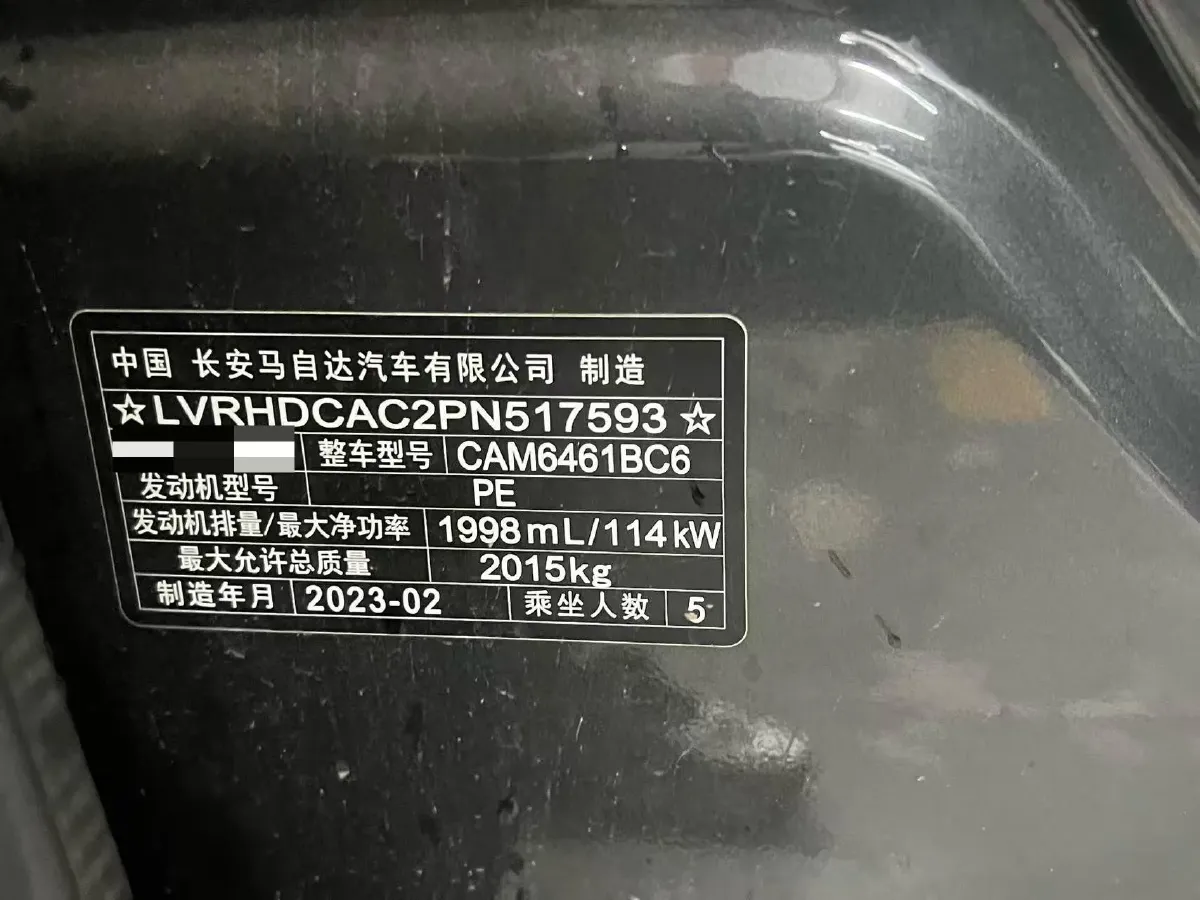 中国 长安马自达汽车有限公司 制造
☆LVRHDCAC2PN517593☆
整车型号 CAM6461BC6
发动机型号 PE
发动机排量/最大净功率 1998mL/114kW
最大允许总质量 2015kg
制造年月 2023-02 乘坐人数 5